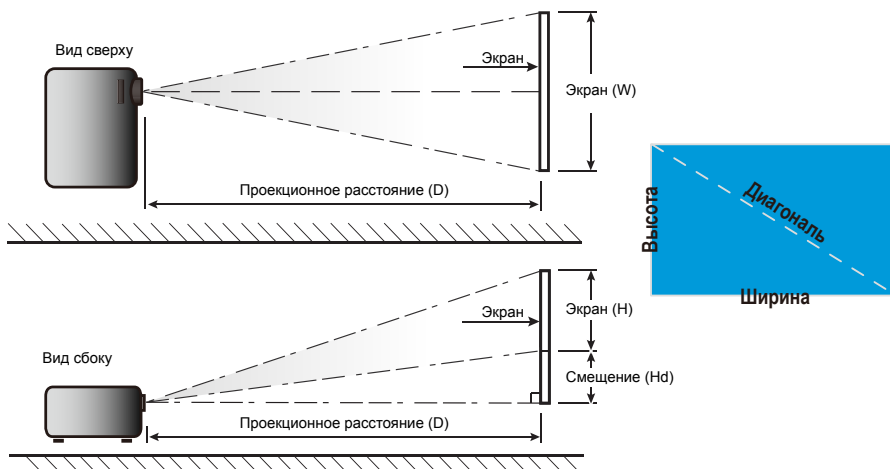 Вид сверху
Экран
Экран (W)
Проекционное расстояние (D)
Высота
Диагональ
Ширина
Вид сбоку
Экран
Экран (H)
Смещение (Hd)
Проекционное расстояние (D)